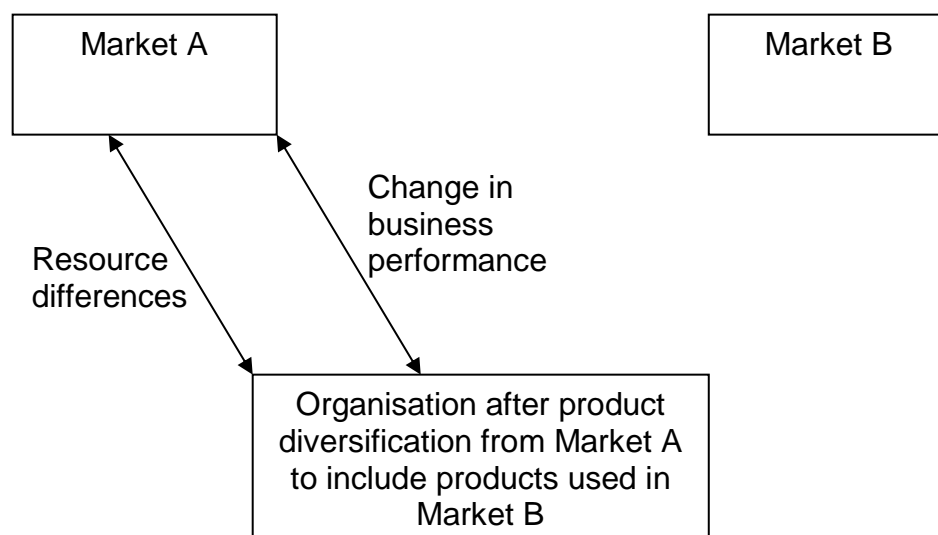 Market A
Market B
Change in
business
performance
Resource
differences
Organisation after product
diversification from Market A
to include products used in
Market B